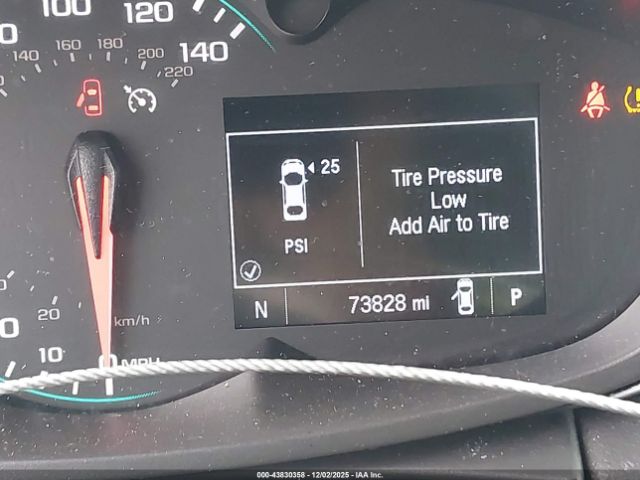 100 120
140
140 160 180
200
220
25
Tire Pressure
Low
Add Air to Tire
PSI
N 73828 mi P
20 km/h
10 0 MPH
000-43830358 - 12/02/2025 - IAA Inc.